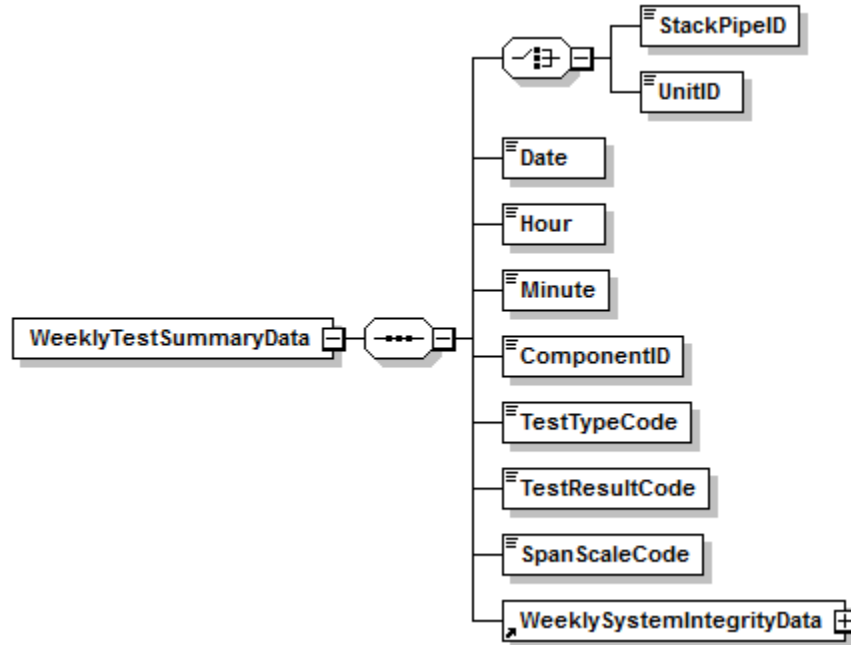 StackPipeID
UnitID
Date
Hour
Minute
WeeklyTestSummaryData
ComponentID
TestTypeCode
TestResultCode
SpanScaleCode
WeeklySystemIntegrityData